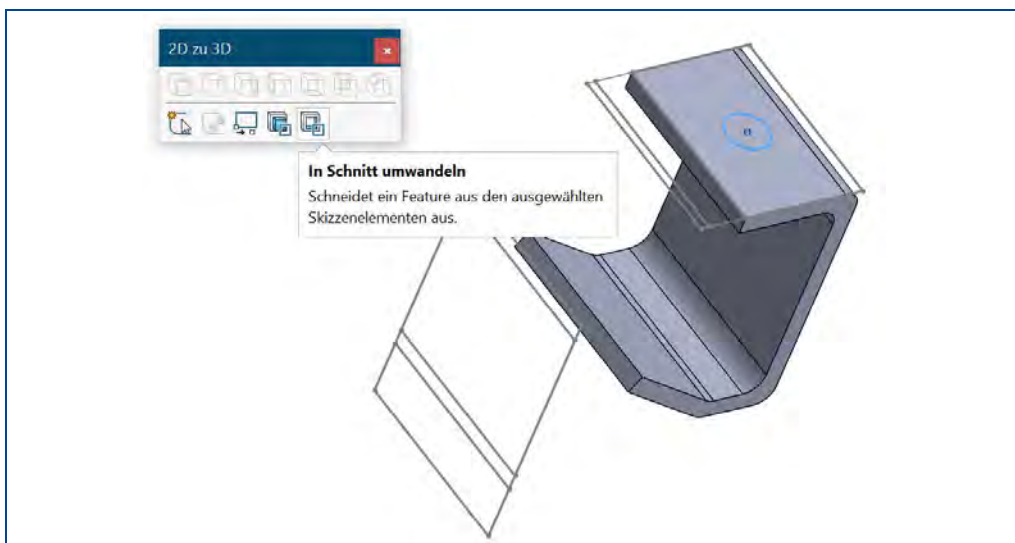 2D zu 3D
In Schnitt umwandeln
Schneidet ein Feature aus den ausgewählten
Skizzenelementen aus.